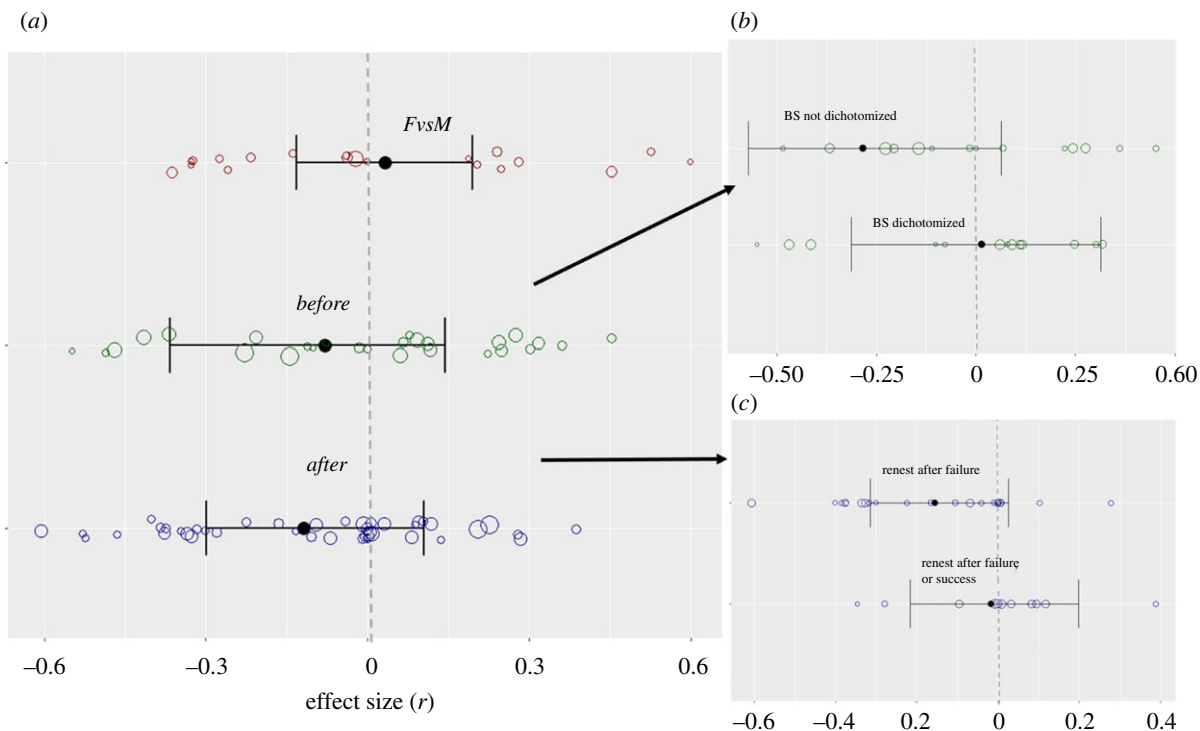 (a)
FvsM
before
after
–0.6 –0.3 0 0.3 0.6
effect size (r)
(b)
BS not dichotomized
BS dichotomized
–0.50 –0.25 0 0.25 0.60
(c)
renest after failure
renest after failure
or success
–0.6 –0.4 0.2 0 0.2 0.4